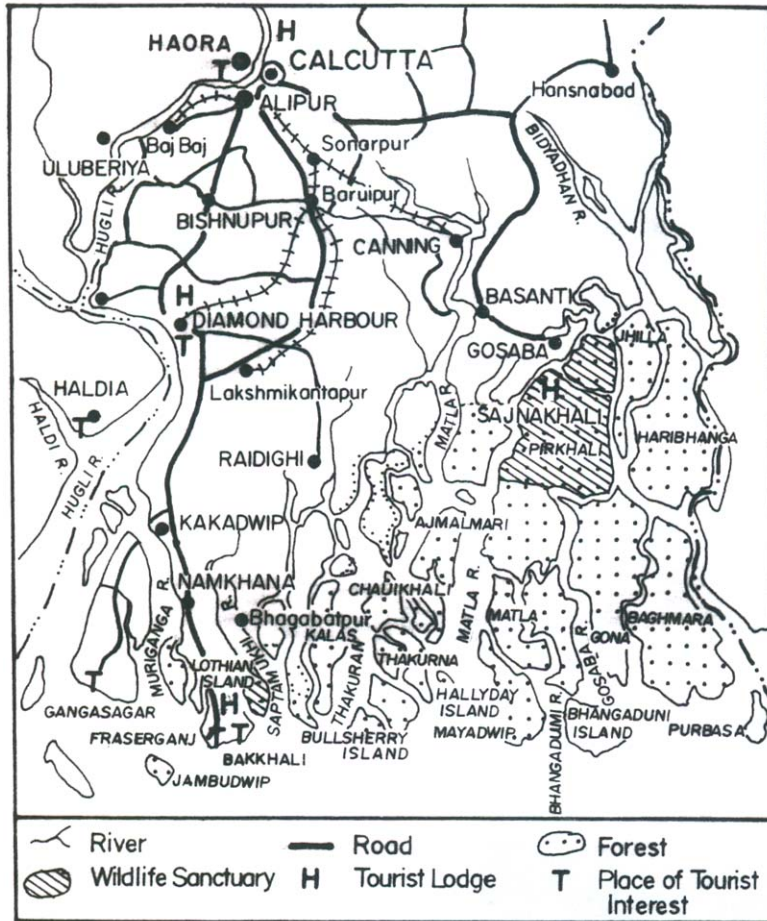 H
HAORA
T
CALCUTTA
ALIPUR
Hansnabad
Baj Baj
Sonarpur
ULUBERIYA
BIDYADHAN R.
Baruipur
BISHNUPUR
HUGLI R.
CANNING
H
BASANTI
DIAMOND HARBOUR
T
GOSABA
JHILLA
Lakshmikantapur
H
HALDIA
T
MATLA R.
SAJNAKHALI
HALDI R.
HARIBHANGA
PIRKHALI
RAIDIGHI
HUGLI R.
KAKADWIP
AJMALMARI
NAMKHANA
CHAUIKHALI
MATLA R.
R.
Bhagabatpur
MATLA
BAGHMARA
KALAS
GONA
MURIGANGA R.
THAKURNA
LOTHIAN
ISLAND
SAPTAMUKHI
THAKURAN
GOSABA R.
T
H
HALLYDAY
ISLAND
GANGASAGAR
BHANGADUNI
ISLAND
PURBASA
FRASERGANJ
T T
BULLSHERRY
ISLAND
MAYADWIP
BAKKHALI
BHANGADUMI R.
JAMBUDWIP
River
Road
Forest
Wildlife Sanctuary
H Tourist Lodge
T Place of Tourist
Interest